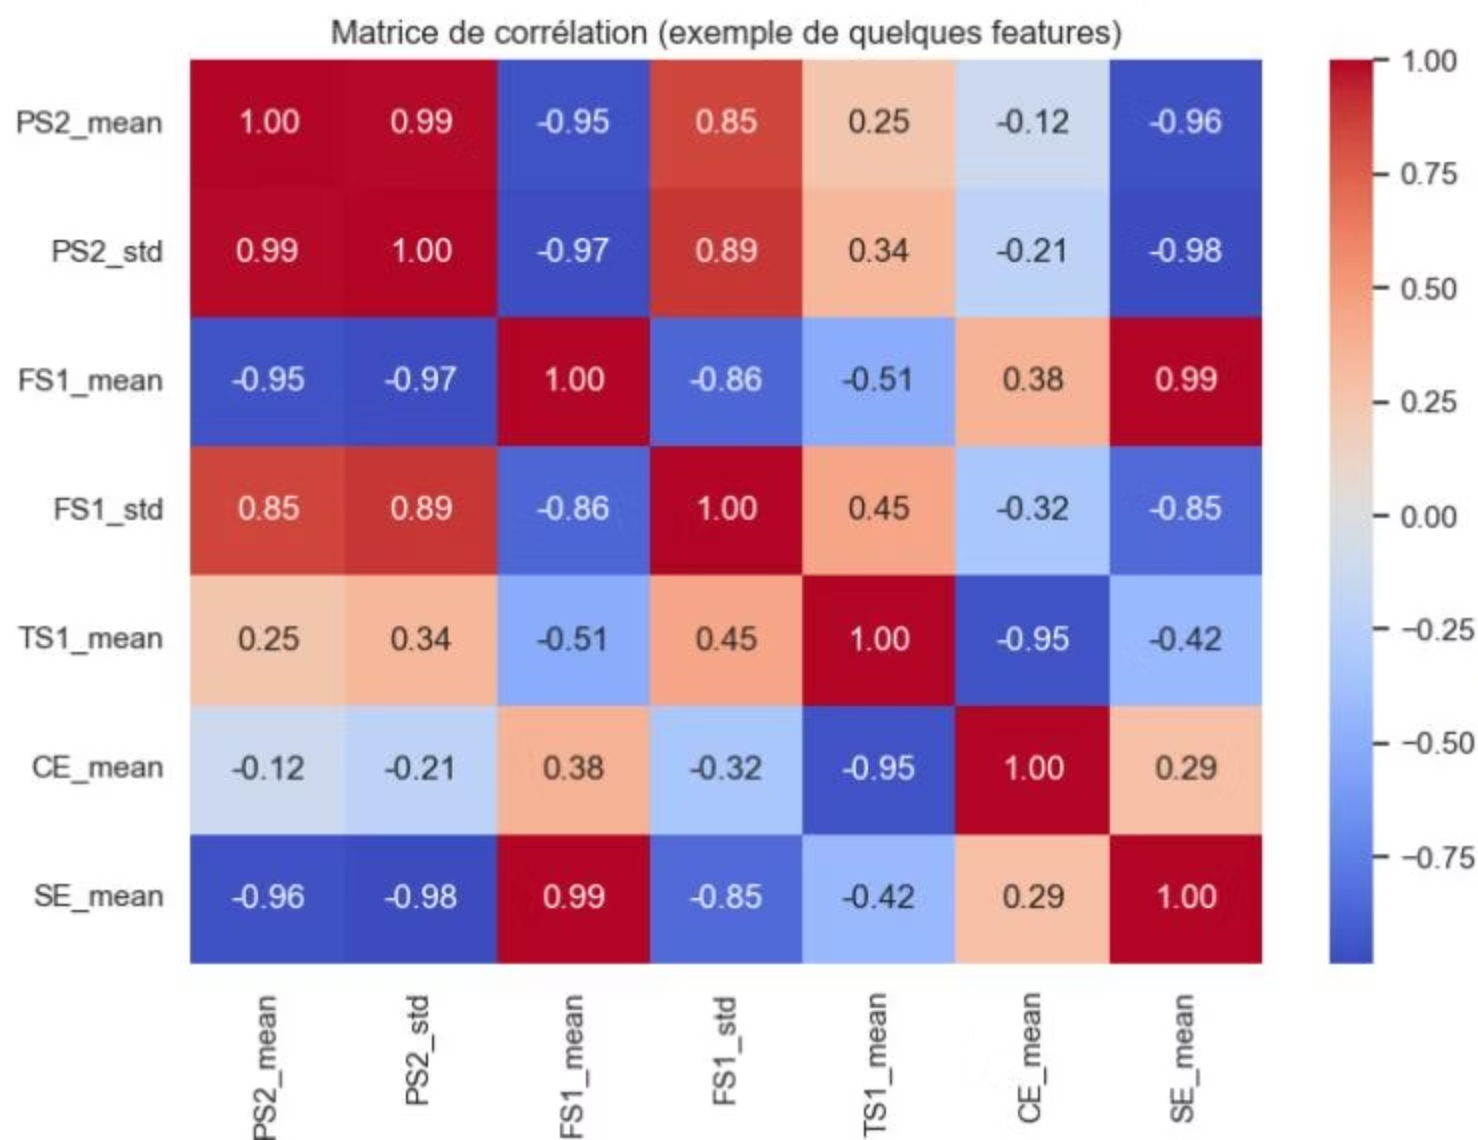 Matrice de corrélation (exemple de quelques features)
PS2_mean 1.00 0.99 -0.95 0.85 0.25 -0.12 -0.96
PS2_std 0.99 1.00 -0.97 0.89 0.34 -0.21 -0.98
FS1_mean -0.95 -0.97 1.00 -0.86 -0.51 0.38 0.99
FS1_std 0.85 0.89 -0.86 1.00 0.45 -0.32 -0.85
TS1_mean 0.25 0.34 -0.51 0.45 1.00 -0.95 -0.42
CE_mean -0.12 -0.21 0.38 -0.32 -0.95 1.00 0.29
SE_mean -0.96 -0.98 0.99 -0.85 -0.42 0.29 1.00
PS2_mean PS2_std FS1_mean FS1_std TS1_mean CE_mean SE_mean
1.00
0.75
0.50
0.25
0.00
−0.25
−0.50
−0.75